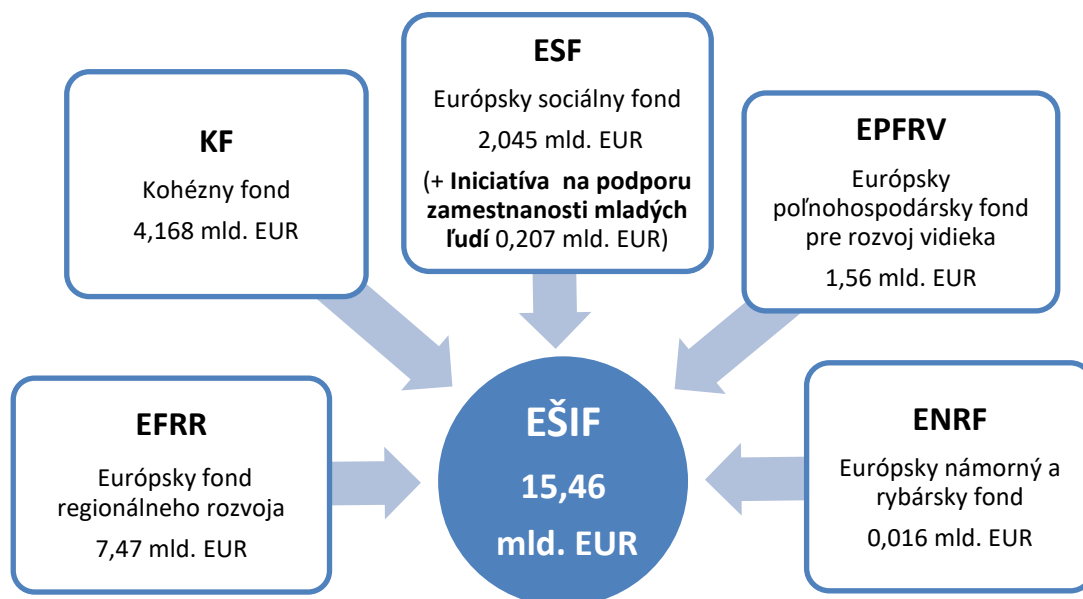 KF
Kohézny fond
4,168 mld. EUR
ESF
Európsky sociálny fond
2,045 mld. EUR
(+ Iniciatíva na podporu
zamestnanosti mladých
ľudí 0,207 mld. EUR)
EPFRV
Európsky
poľnohospodársky fond
pre rozvoj vidieka
1,56 mld. EUR
EFRR
Európsky fond
regionálneho rozvoja
7,47 mld. EUR
EŠIF
15,46
mld. EUR
ENRF
Európsky námorný a
rybársky fond
0,016 mld. EUR